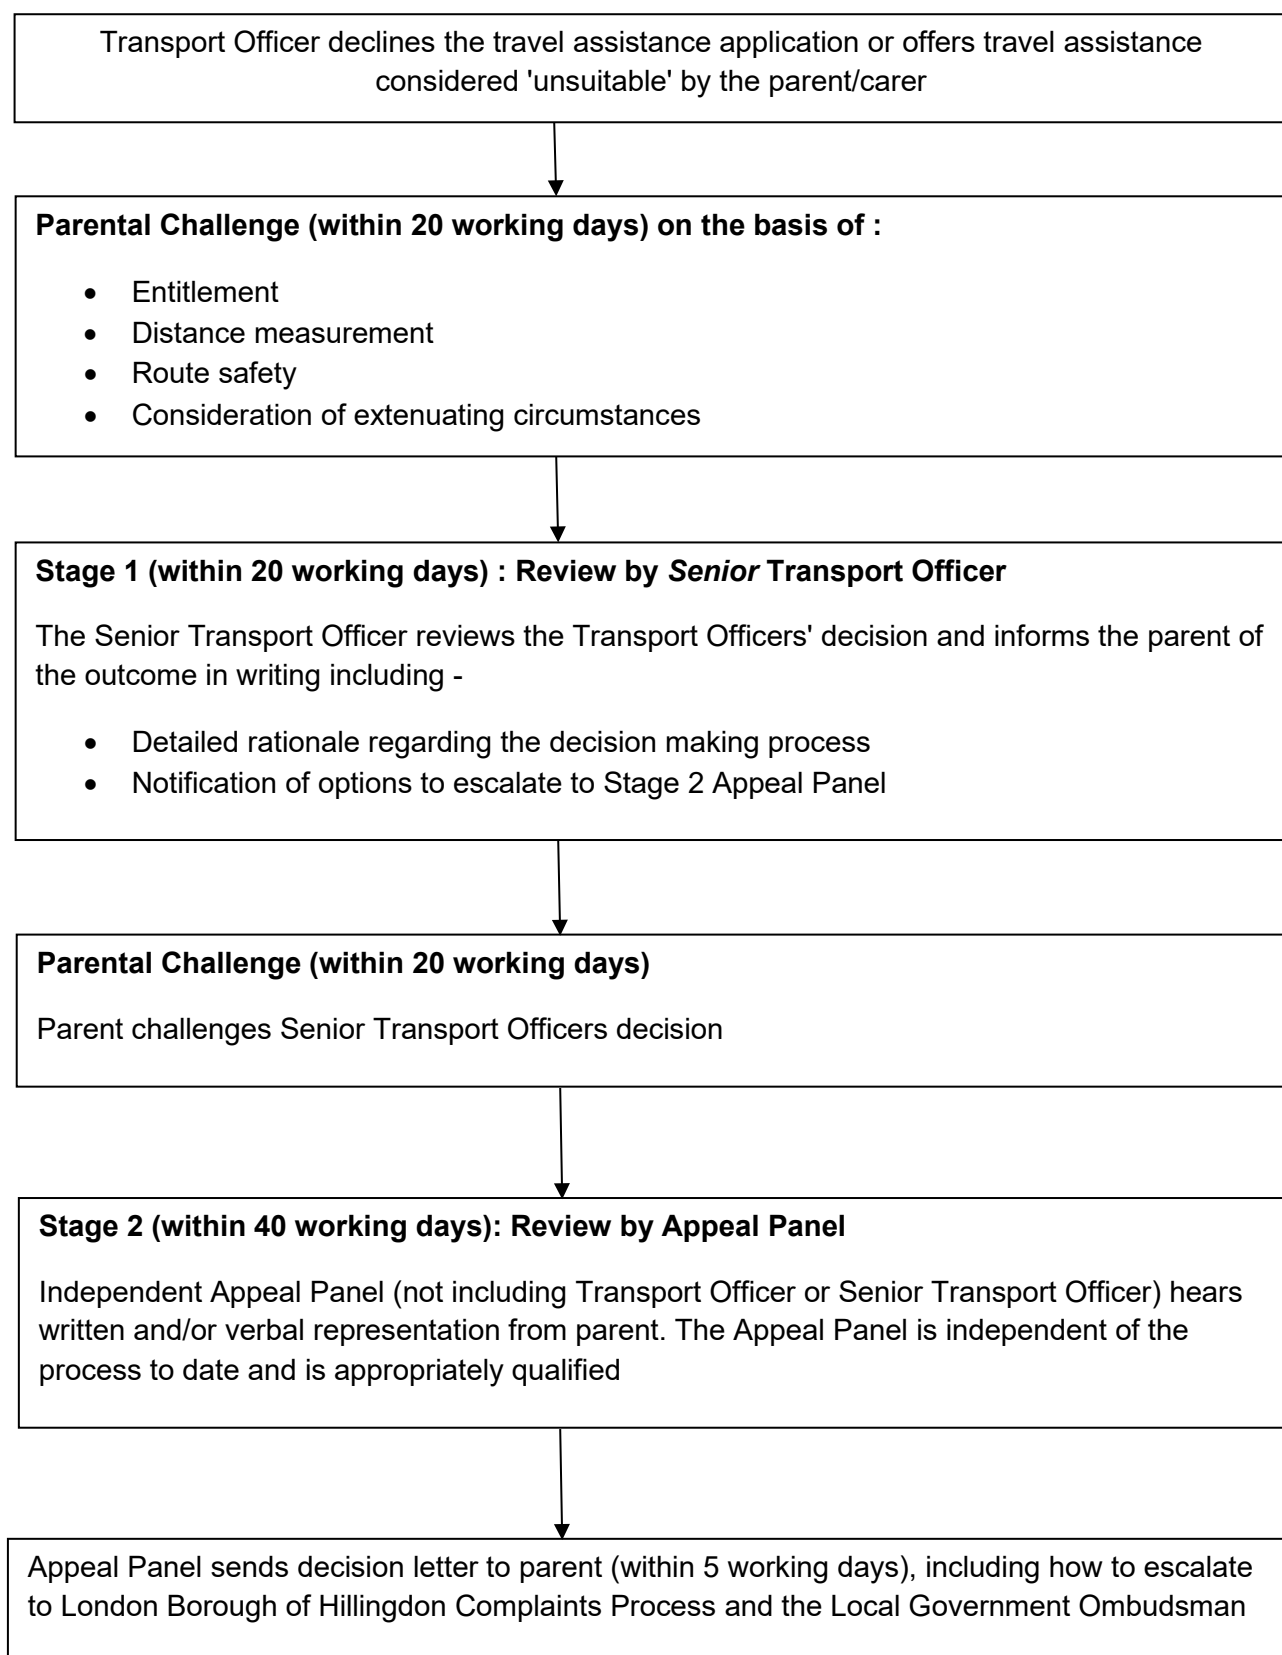 Transport Officer declines the travel assistance application or offers travel assistance
considered 'unsuitable' by the parent/carer
Parental Challenge (within 20 working days) on the basis of :
• Entitlement
• Distance measurement
• Route safety
• Consideration of extenuating circumstances
Stage 1 (within 20 working days) : Review by Senior Transport Officer
The Senior Transport Officer reviews the Transport Officers' decision and informs the parent of
the outcome in writing including -
• Detailed rationale regarding the decision making process
• Notification of options to escalate to Stage 2 Appeal Panel
Parental Challenge (within 20 working days)
Parent challenges Senior Transport Officers decision
Stage 2 (within 40 working days): Review by Appeal Panel
Independent Appeal Panel (not including Transport Officer or Senior Transport Officer) hears
written and/or verbal representation from parent. The Appeal Panel is independent of the
process to date and is appropriately qualified
Appeal Panel sends decision letter to parent (within 5 working days), including how to escalate
to London Borough of Hillingdon Complaints Process and the Local Government Ombudsman